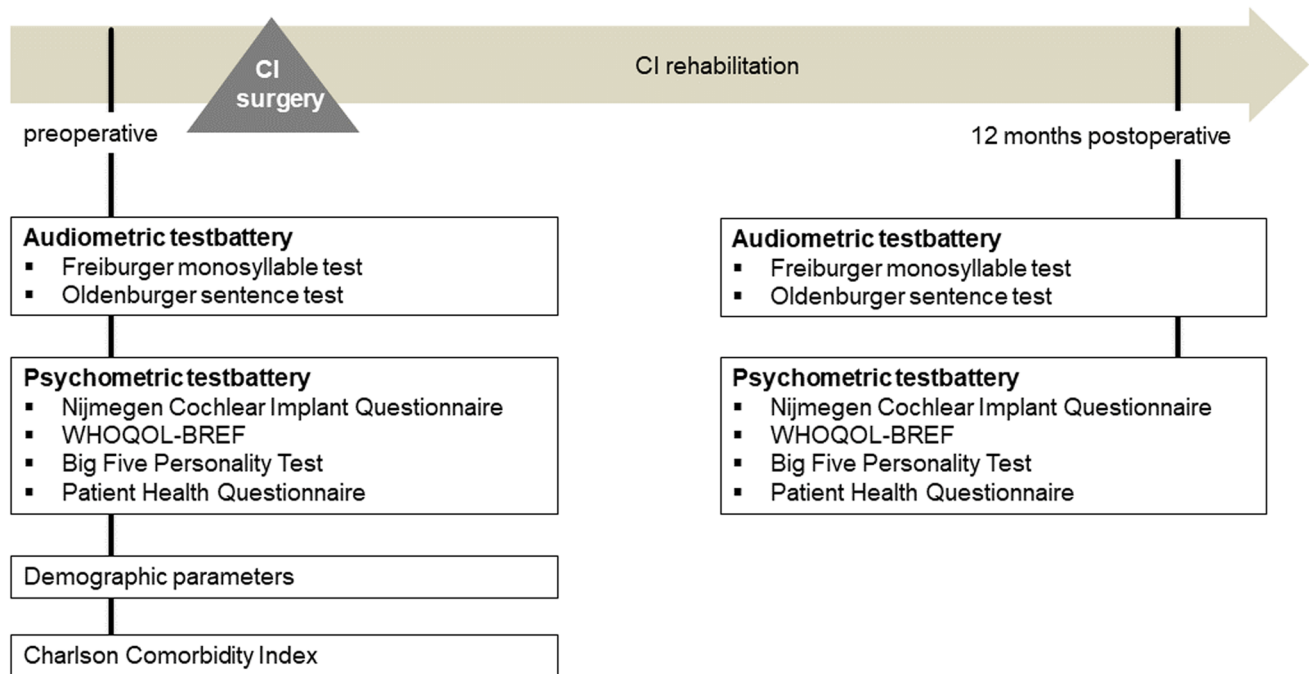 CI
surgery
CI rehabilitation
preoperative
12 months postoperative
Audiometric testbattery
▪ Freiburger monosyllable test
▪ Oldenburger sentence test
Psychometric testbattery
▪ Nijmegen Cochlear Implant Questionnaire
▪ WHOQOL-BREF
▪ Big Five Personality Test
▪ Patient Health Questionnaire
Demographic parameters
Charlson Comorbidity Index
Audiometric testbattery
▪ Freiburger monosyllable test
▪ Oldenburger sentence test
Psychometric testbattery
▪ Nijmegen Cochlear Implant Questionnaire
▪ WHOQOL-BREF
▪ Big Five Personality Test
▪ Patient Health Questionnaire